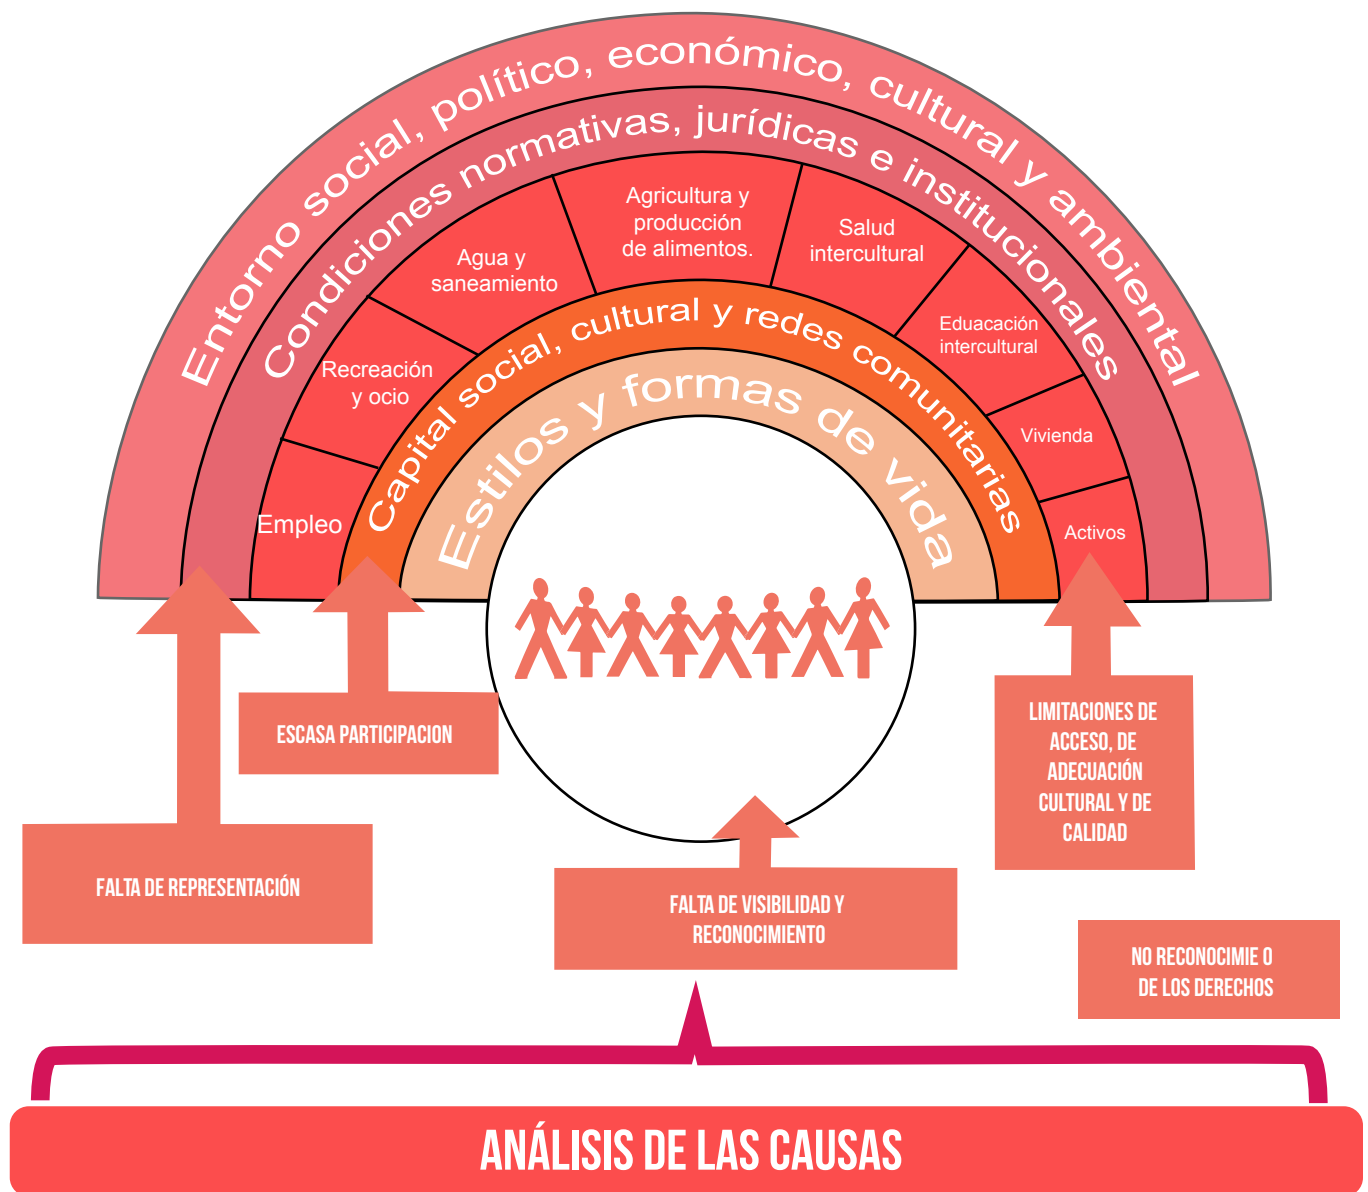 Entorno social, político, económico, cultural y ambiental
Condiciones normativas, jurídicas e institucionales
Agricultura y
producción
de alimentos.
Salud
intercultural
Agua y
saneamiento
Eduacación
intercultural
Recreación
y ocio
Vivienda
Empleo
Activos
Capital social, cultural y redes comunitarias
Estilos y formas de vida
ESCASA PARTICIPACION
LIMITACIONES DE
ACCESO, DE
ADECUACIÓN
CULTURAL Y DE
CALIDAD
FALTA DE REPRESENTACIÓN
FALTA DE VISIBILIDAD Y
RECONOCIMIENTO
NO RECONOCIMIE O
DE LOS DERECHOS
ANÁLISIS DE LAS CAUSAS